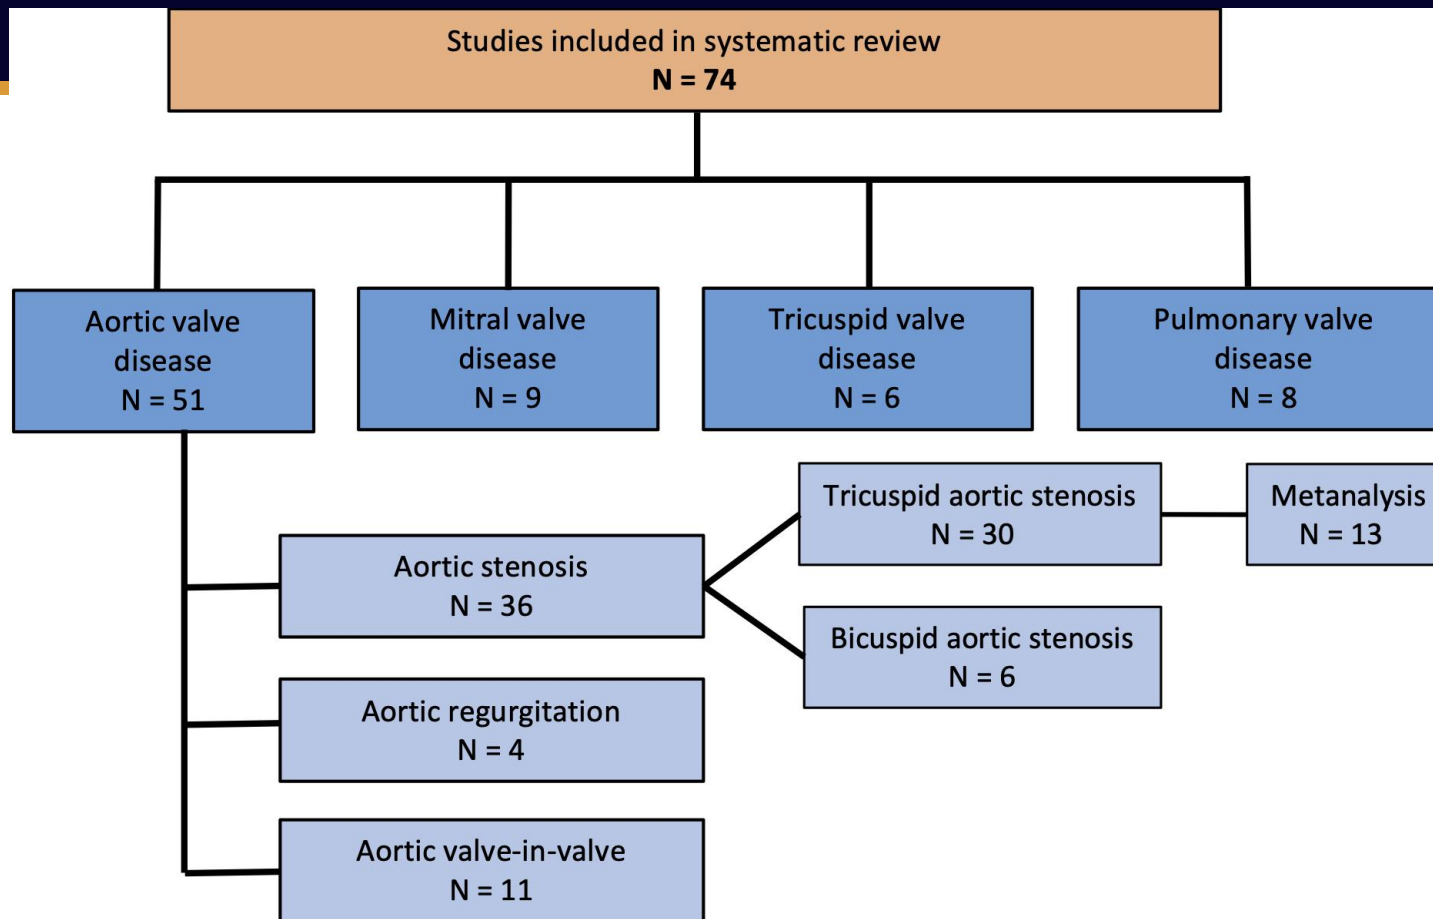 Studies included in systematic review
N = 74
Aortic valve
disease
N = 51
Mitral valve
disease
N = 9
Tricuspid valve
disease
N = 6
Pulmonary valve
disease
N = 8
Tricuspid aortic stenosis
N = 30
Metanalysis
N = 13
Aortic stenosis
N = 36
Bicuspid aortic stenosis
N = 6
Aortic regurgitation
N = 4
Aortic valve-in-valve
N = 11